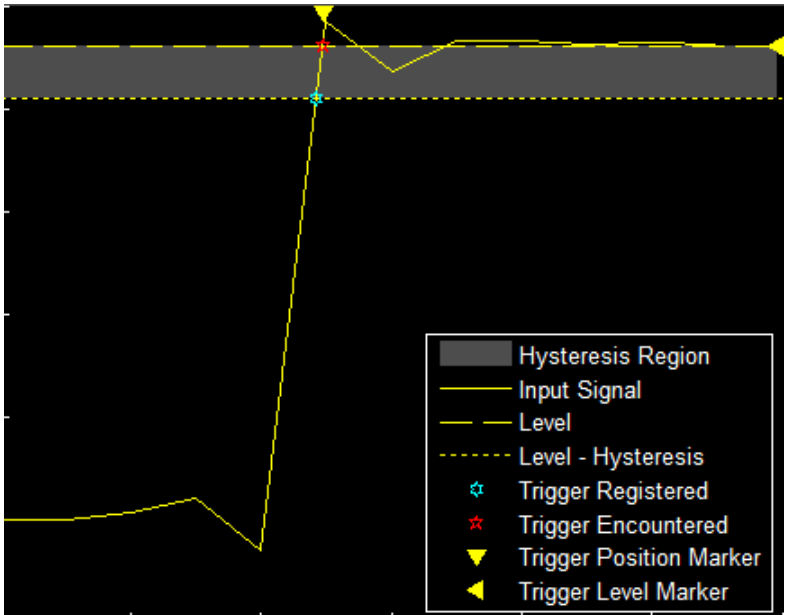 Hysteresis Region
Input Signal
Level
Level - Hysteresis
Trigger Registered
Trigger Encountered
Trigger Position Marker
Trigger Level Marker